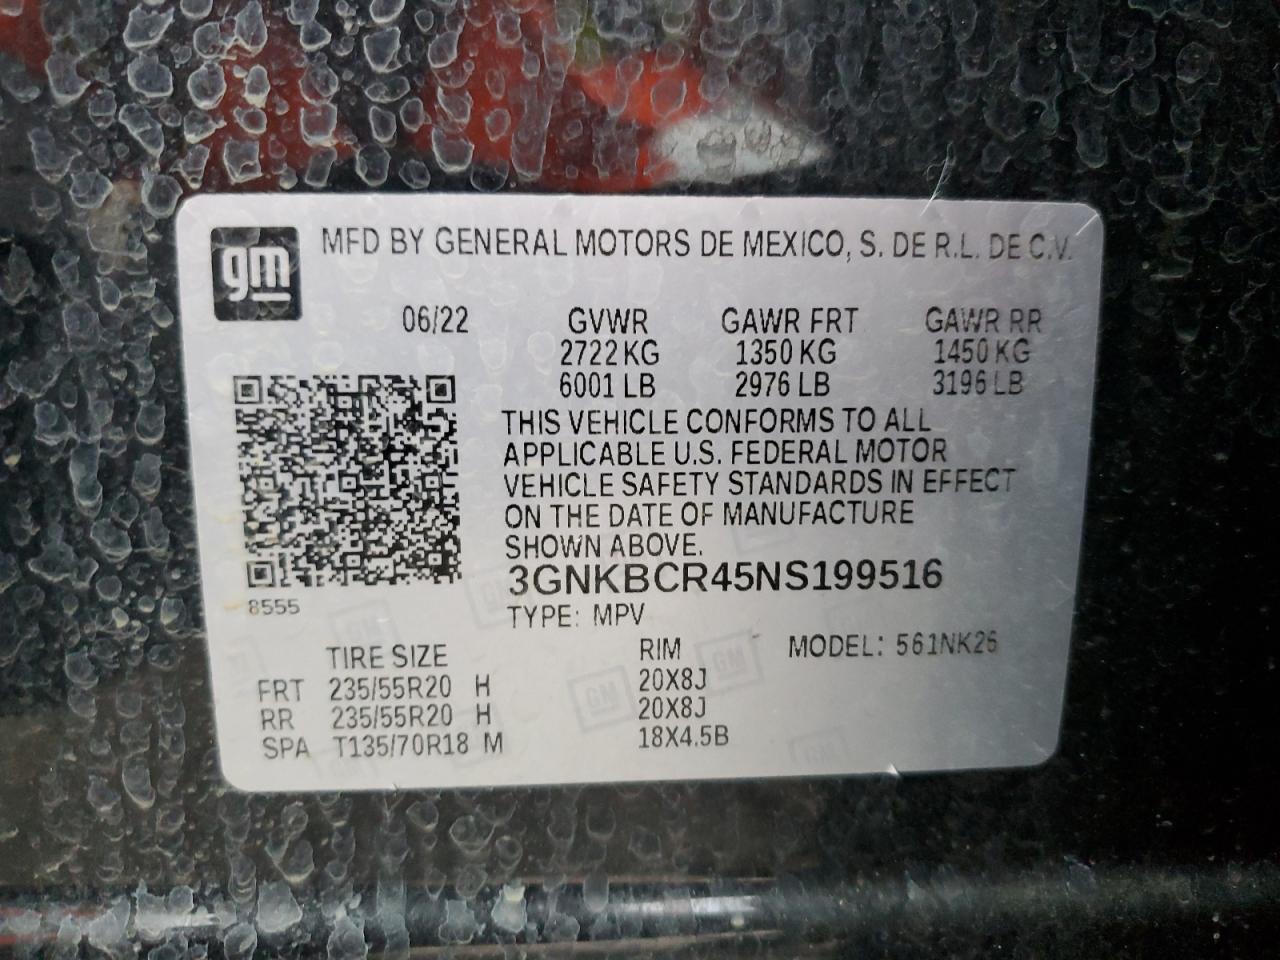 gm MFD BY GENERAL MOTORS DE MEXICO, S. DE R.L. DE C.V.
06/22 GVWR GAWR FRT GAWR RR
2722 KG 1350 KG 1450 KG
6001 LB 2976 LB 3196 LB
THIS VEHICLE CONFORMS TO ALL
APPLICABLE U.S. FEDERAL MOTOR
VEHICLE SAFETY STANDARDS IN EFFECT
ON THE DATE OF MANUFACTURE
SHOWN ABOVE.
3GNKBCR45NS199516
8555 TYPE: MPV
TIRE SIZE RIM MODEL: 561NK26
FRT 235/55R20 H 20X8J
RR 235/55R20 H 20X8J
SPA T135/70R18 M 18X4.5B
GM
GM